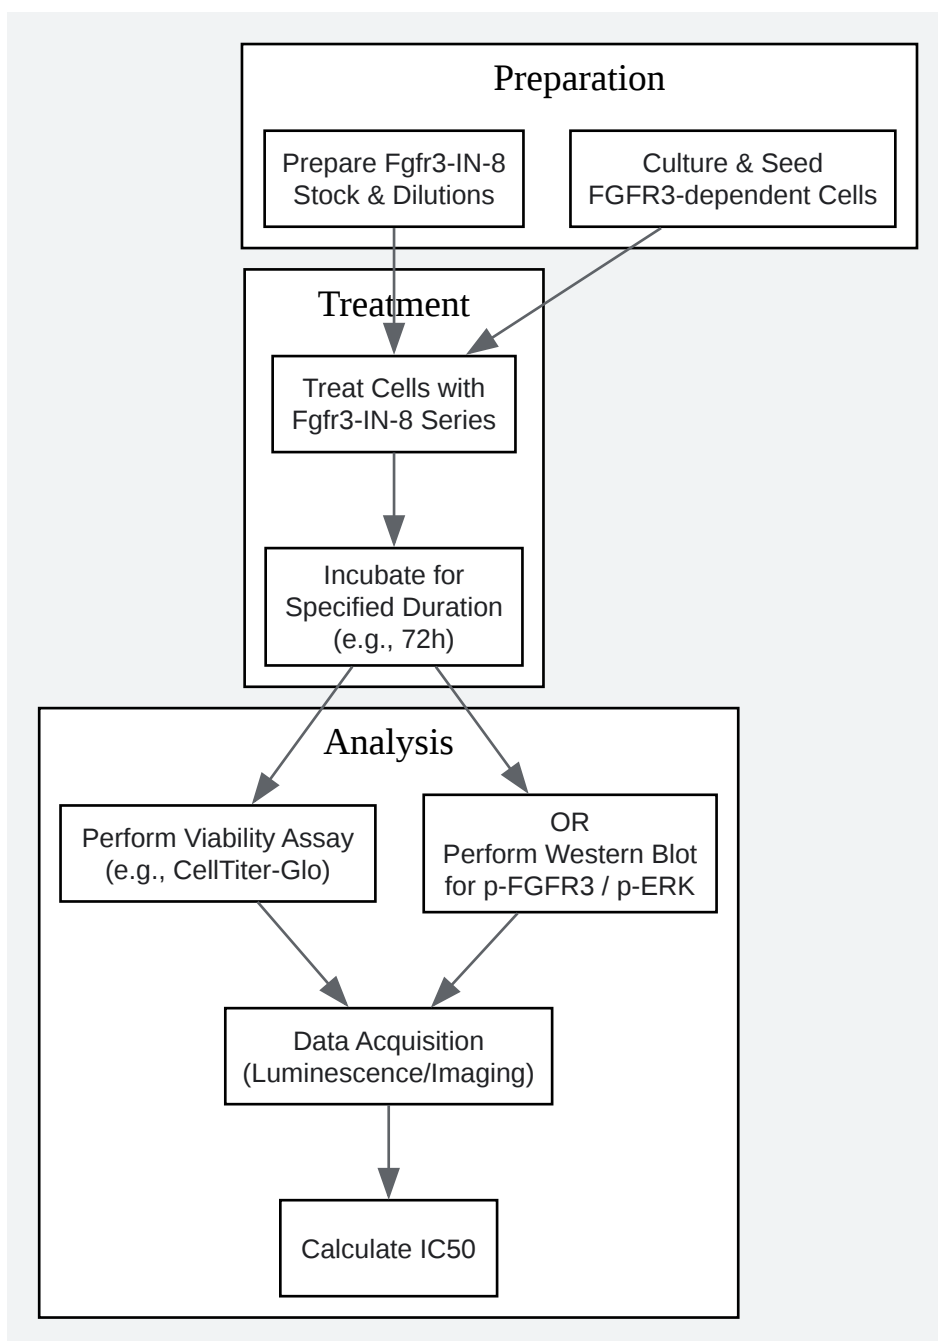 Preparation
Prepare Fgfr3-IN-8
Stock & Dilutions
Culture & Seed
FGFR3-dependent Cells
Treatment
Treat Cells with
Fgfr3-IN-8 Series
Incubate for
Specified Duration
(e.g., 72h)
Analysis
Perform Viability Assay
(e.g., CellTiter-Glo)
OR
Perform Western Blot
for p-FGFR3 / p-ERK
Data Acquisition
(Luminescence/Imaging)
Calculate IC50